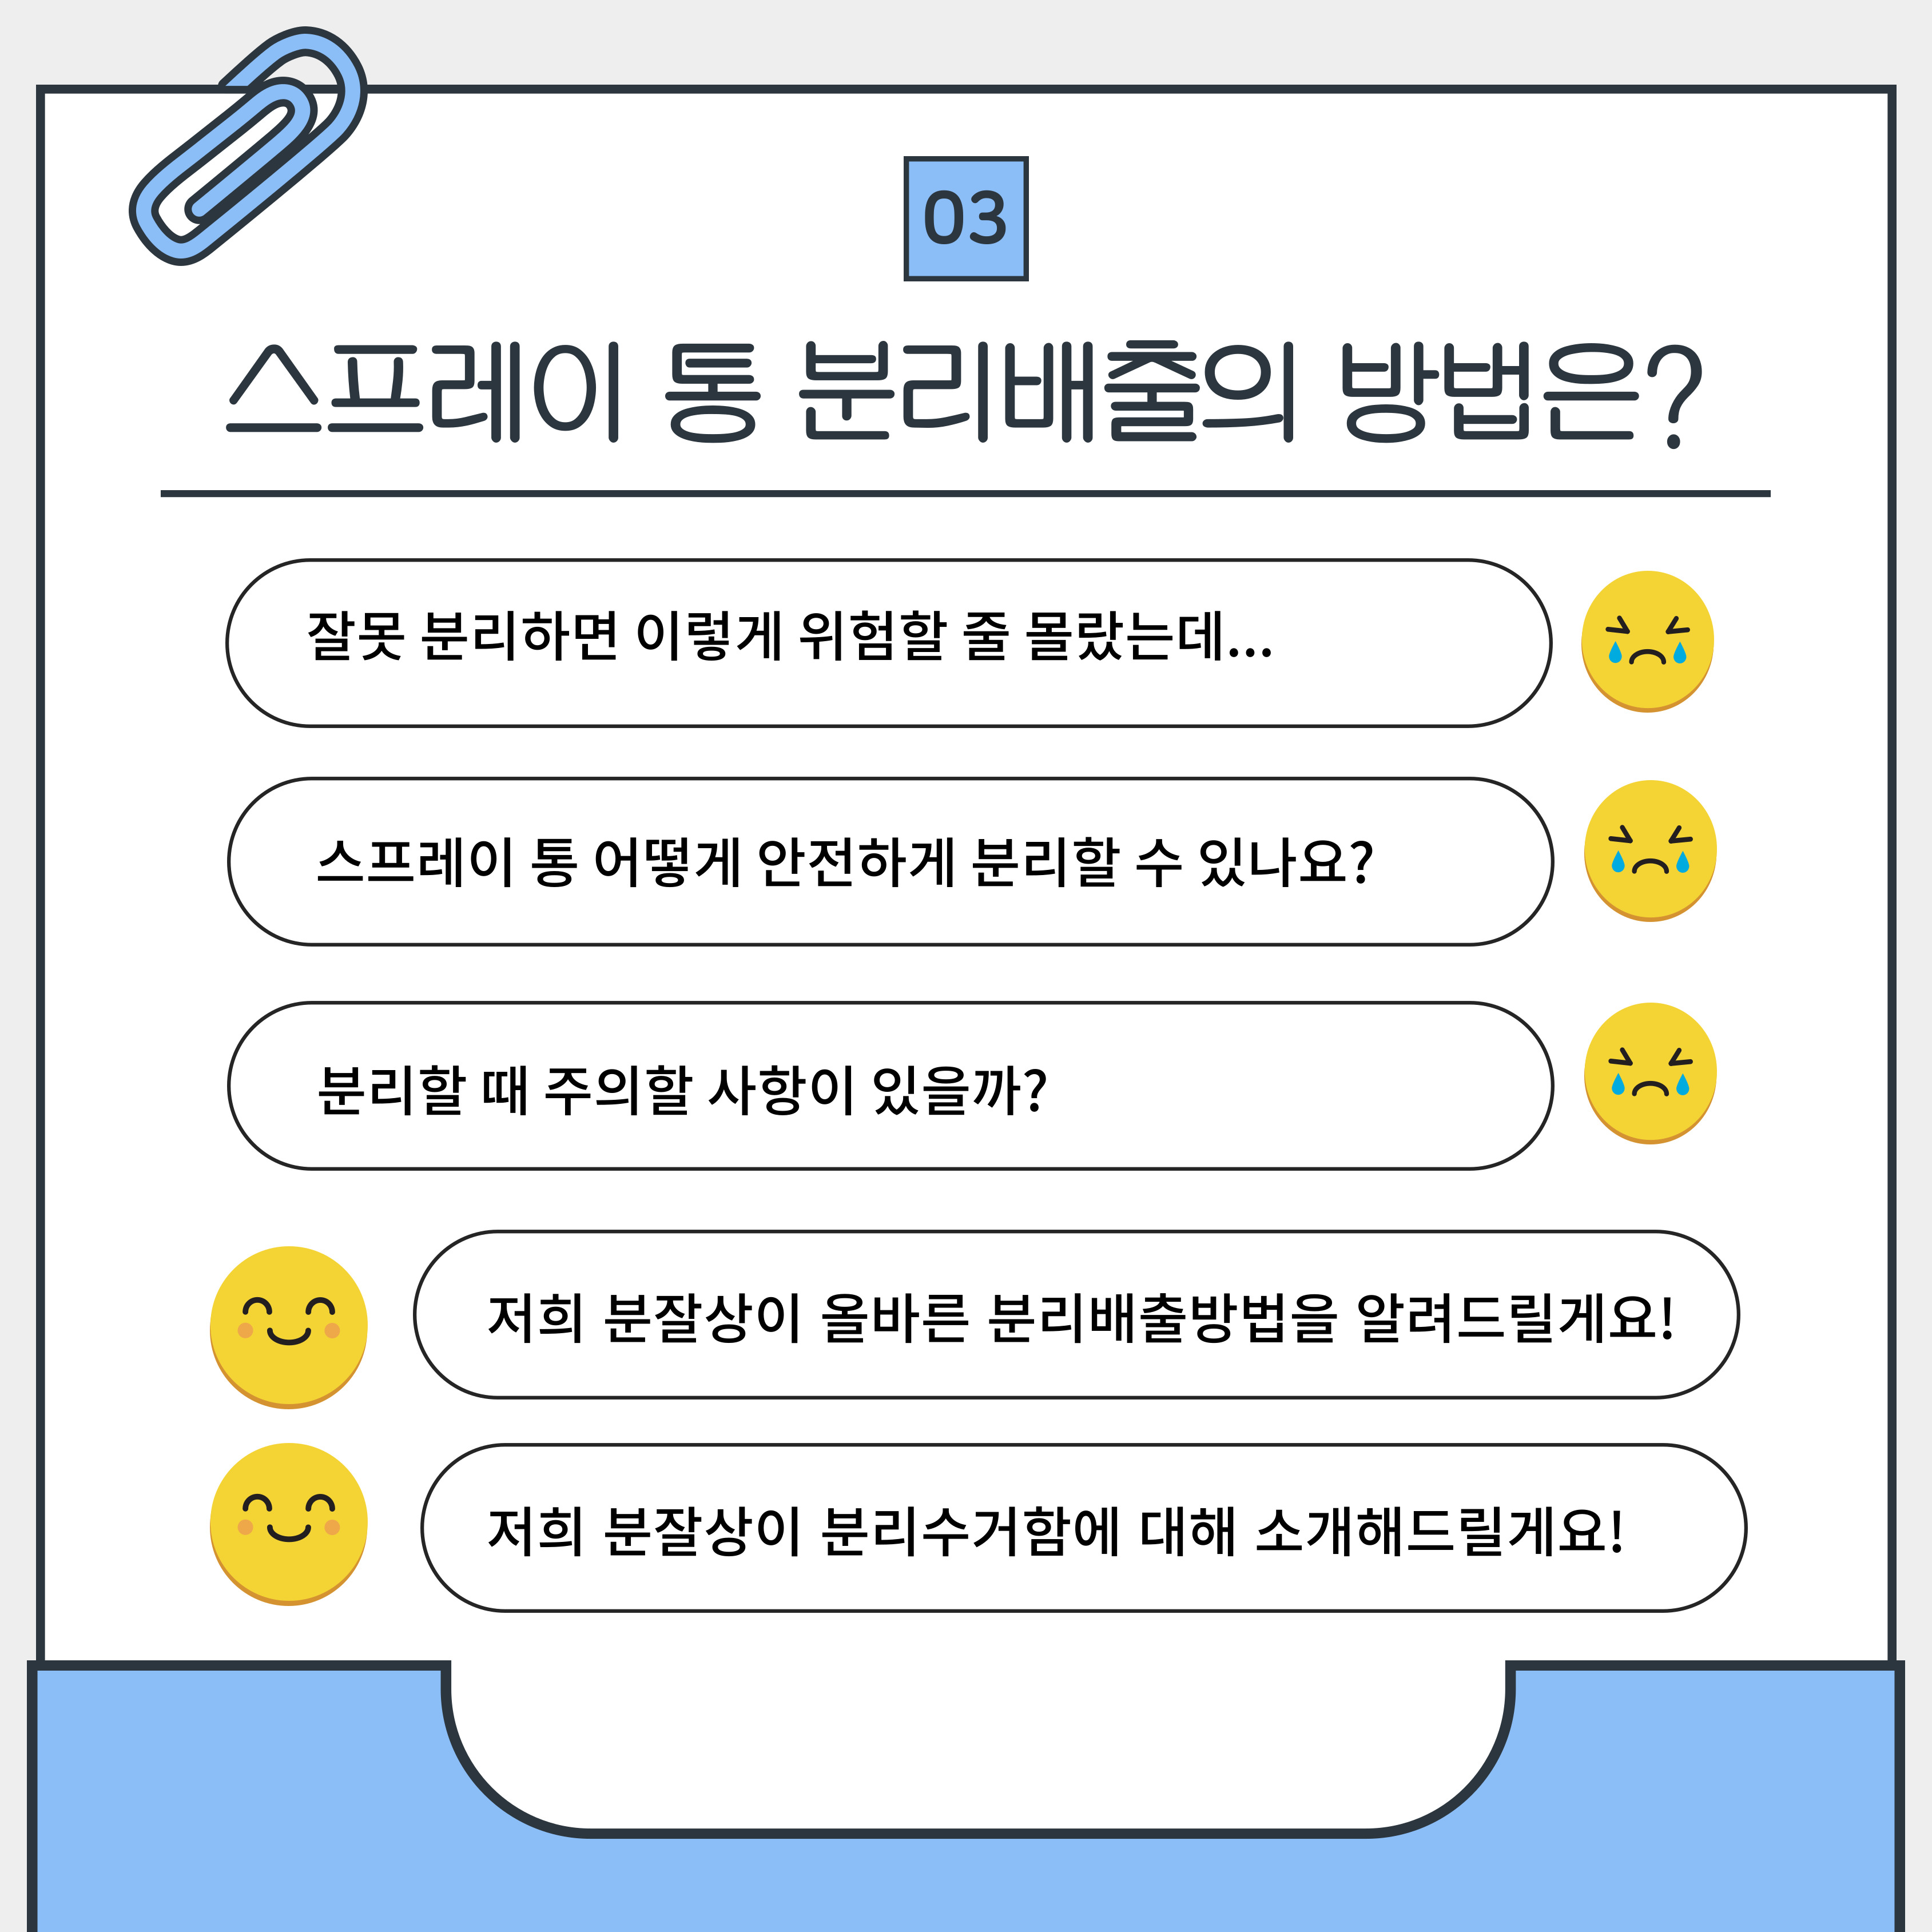 03
스프레이 통 분리배출의 방법은?
잘못 분리하면 이렇게 위험할 줄 몰랐는데...
스프레이 통 어떻게 안전하게 분리할 수 있나요?
분리할 때 주의할 사항이 있을까?
저희 분잘상이 올바른 분리배출방법을 알려드릴게요!
저희 분잘상이 분리수거함에 대해 소개해드릴게요!